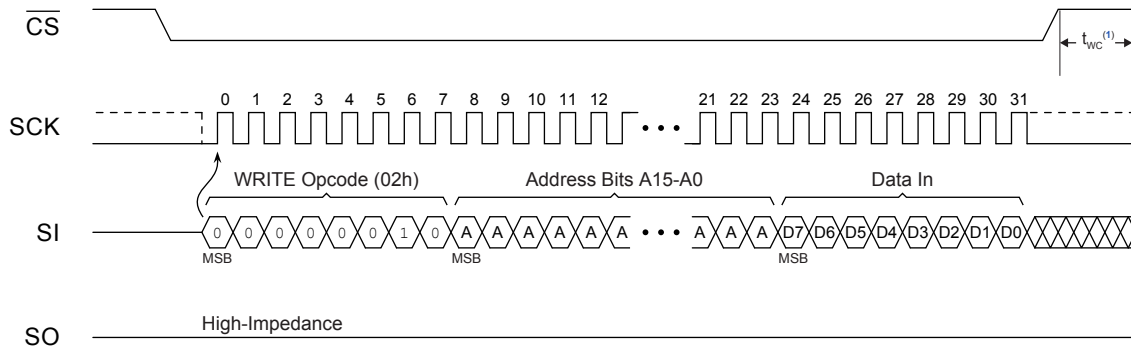 CS
t_WC(1)
0 1 2 3 4 5 6 7 8 9 10 11 12 21 22 23 24 25 26 27 28 29 30 31
SCK
WRITE Opcode (02h) Address Bits A15-A0 Data In
SI 0 0 0 0 0 0 1 0 A A A A A A A A A D7 D6 D5 D4 D3 D2 D1 D0
MSB MSB MSB
High-Impedance
SO